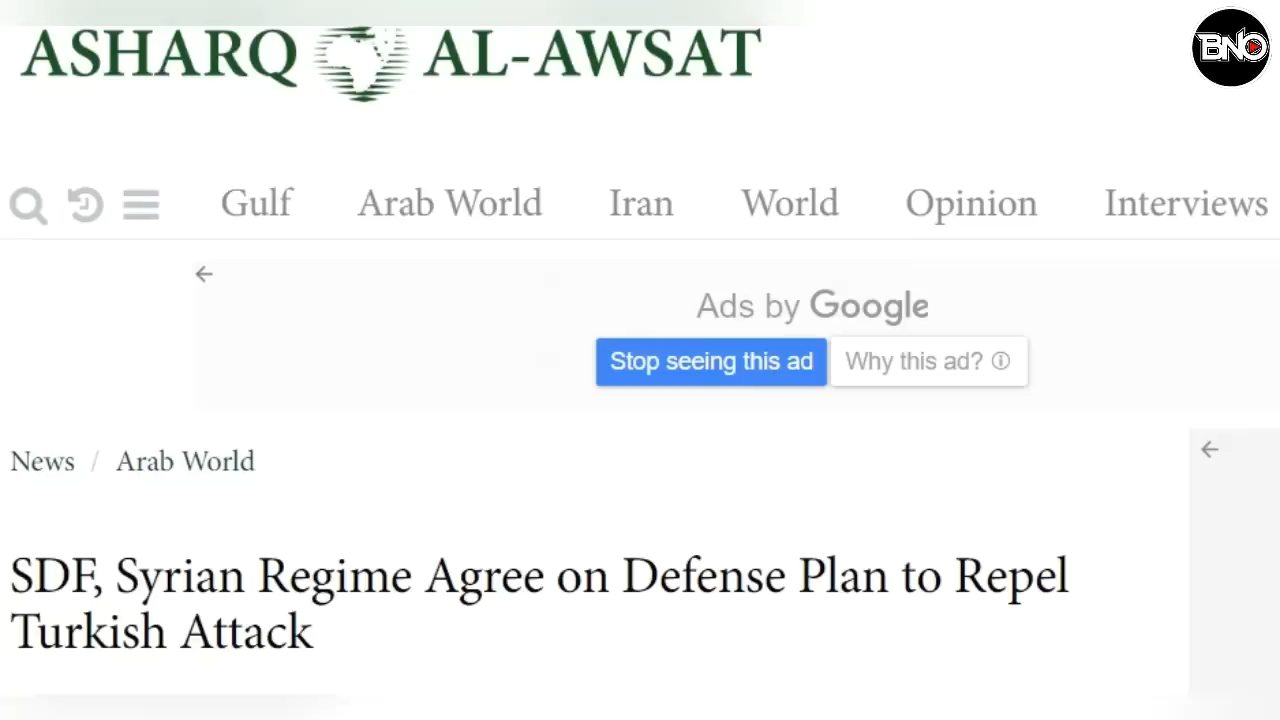 ASHARQ AL-AWSAT
BNO
Gulf Arab World Iran World Opinion Interviews
Ads by Google
Stop seeing this ad Why this ad?
News / Arab World
SDF, Syrian Regime Agree on Defense Plan to Repel
Turkish Attack